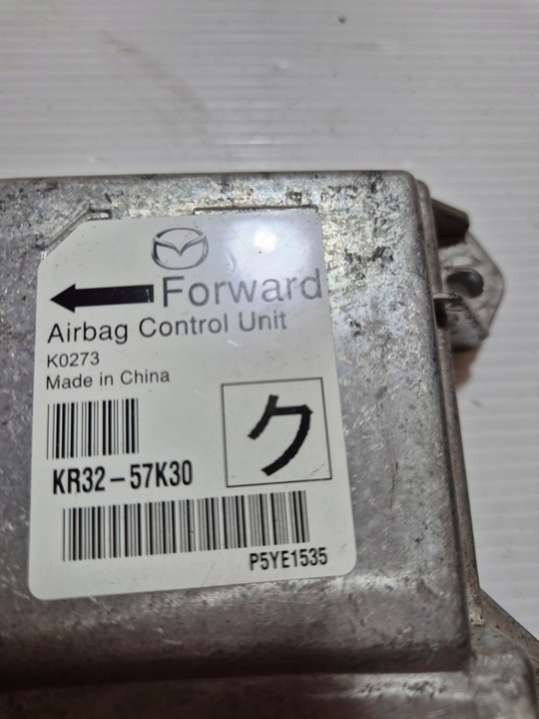 Forward
Airbag Control Unit
K0273
Made in China
ク
KR32-57K30
P5YE1535